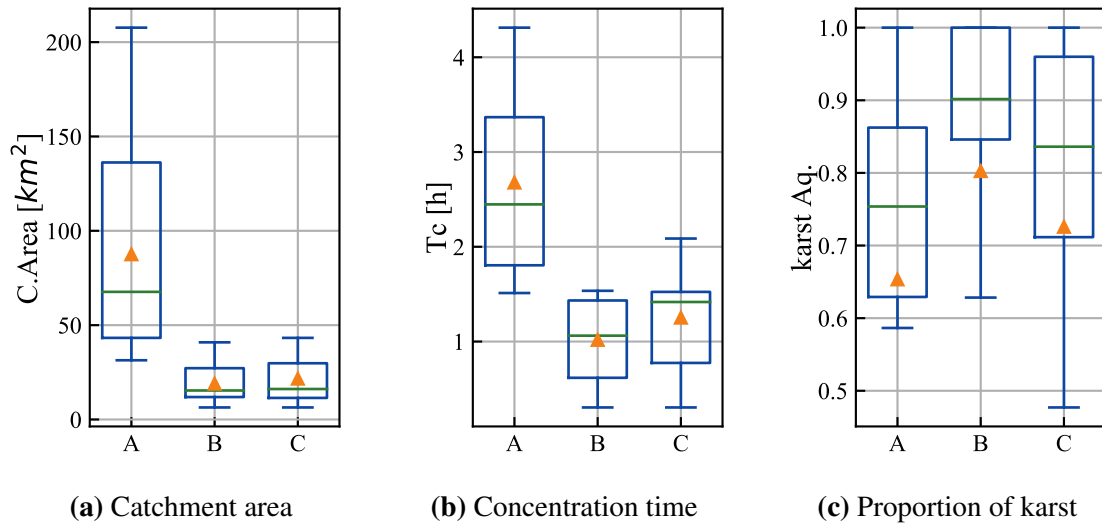 C.Area [km²]
200
150
100
50
0
A B C
Tc [h]
4
3
2
1
A B C
karst Aq.
1.0
0.9
0.8
0.7
0.6
0.5
A B C
(a) Catchment area
(b) Concentration time
(c) Proportion of karst